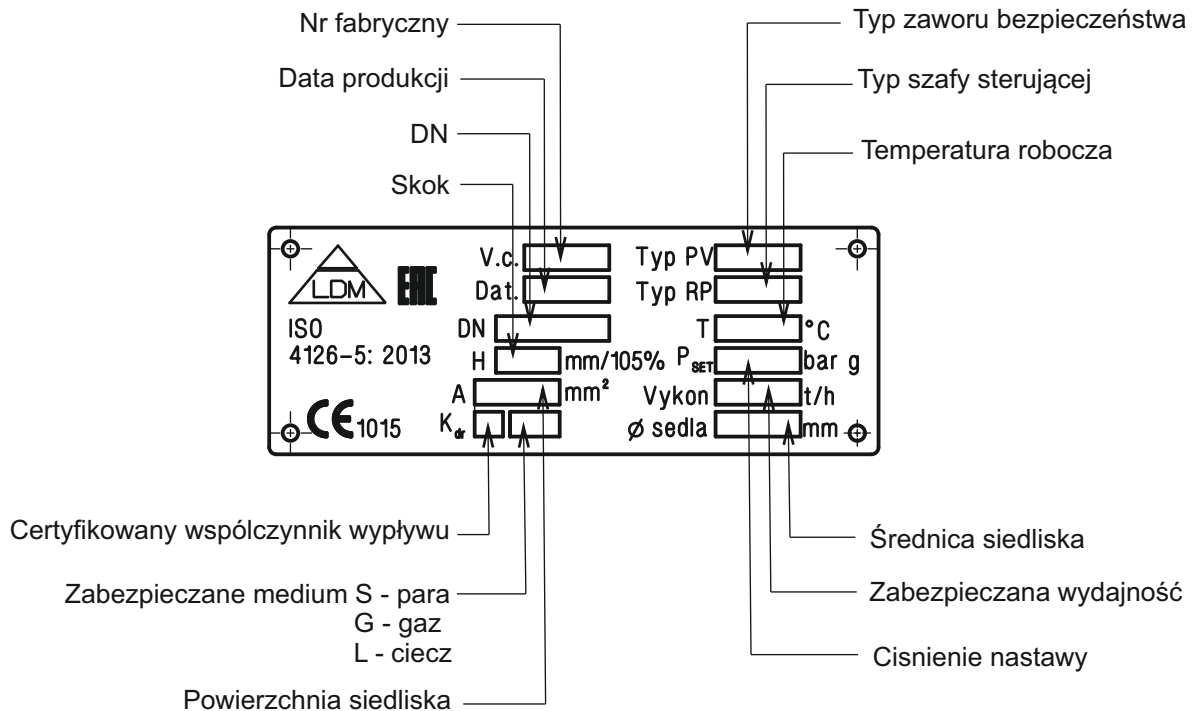 Nr fabryczny
Data produkcji
DN
Skok
Typ zaworu bezpieczeństwa
Typ szafy sterującej
Temperatura robocza
LDM
EAC
ISO
4126-5: 2013
CE 1015
V.c.
Dat.
DN
H mm/105%
A mm²
Kdr
Typ PV
Typ RP
T °C
PSET bar g
Vykon t/h
Ø sedla mm
Certyfikowany wspólczynnik wypływu
Zabezpieczane medium S - para
G - gaz
L - ciecz
Powierzchnia siedliska
Średnica siedliska
Zabezpieczana wydajność
Cisnienie nastawy